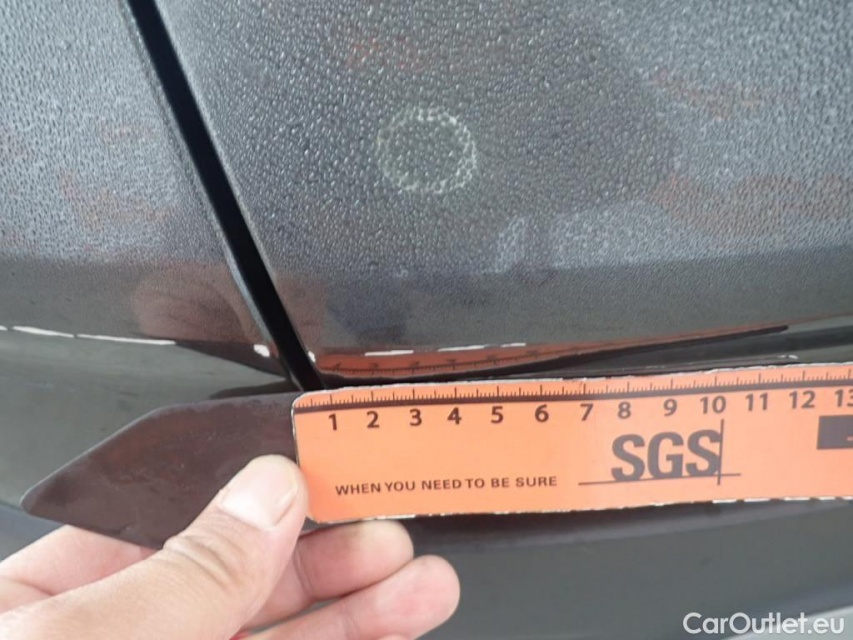 1 2 3 4 5 6 7 8 9 10 11 12 13
SGS
WHEN YOU NEED TO BE SURE
CarOutlet.eu